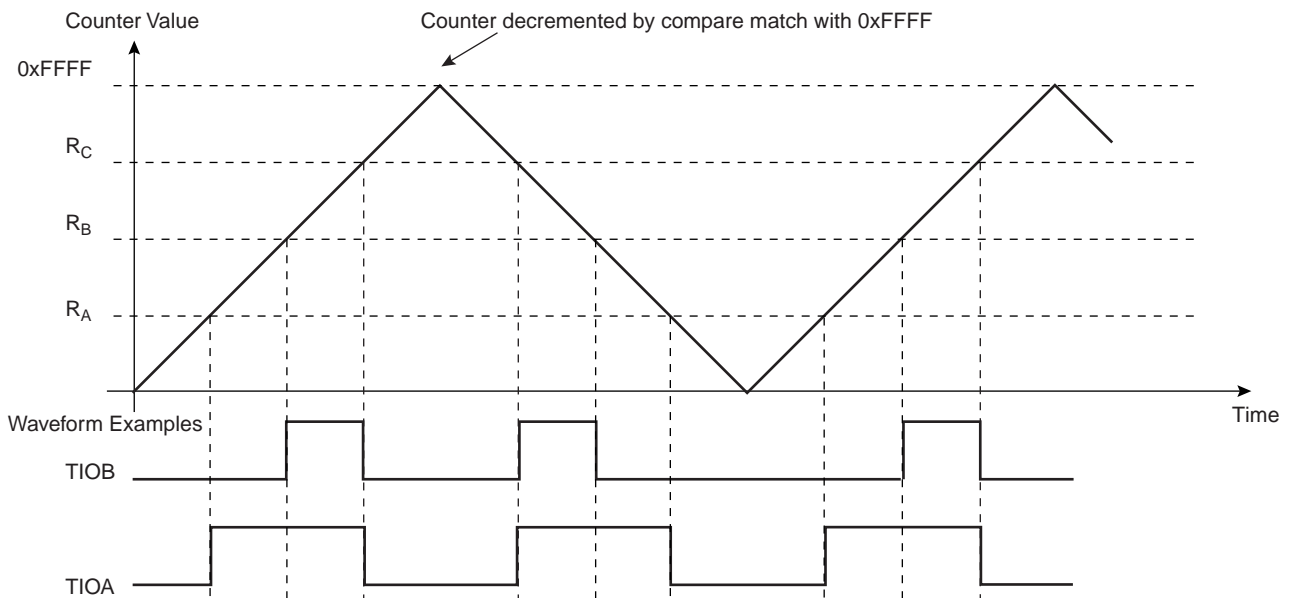 Counter Value
Counter decremented by compare match with 0xFFFF
0xFFFF
RC
RB
RA
Time
Waveform Examples
TIOB
TIOA